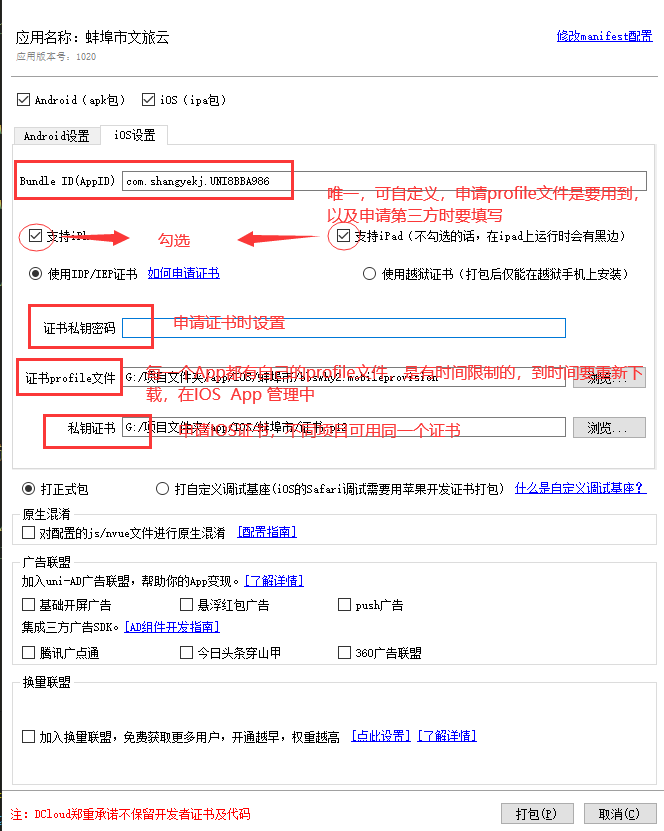 应用名称：蚌埠市文旅云
修改manifest配置
应用版本号：1020
Android（apk包） iOS（ipa包）
Android设置 iOS设置
Bundle ID(AppID) com.shangyekj.UNI8BBA986
唯一，可自定义，申请profile文件是要用到，
以及申请第三方时要填写
支持iPh 勾选 支持iPad（不勾选的话，在ipad上运行时会有黑边）
使用IDP/IEP证书 如何申请证书 使用越狱证书（打包后仅能在越狱手机上安装）
证书私钥密码 申请证书时设置
证书profile文件 G:/项目文件夹/app/IOS/蚌埠市/bbswhy2.mobileprovision 浏览...
每一个App都有自己的profile文件，是有时间限制的，到时间要重新下
载，在IOS App 管理中
私钥证书 G:/项目文件夹/app/IOS/蚌埠市/证书.p12 浏览...
申请iOS证书，不同项目可用同一个证书
打正式包 打自定义调试基座(iOS的Safari调试需要用苹果开发证书打包) 什么是自定义调试基座？
原生混淆
对配置的js/nvue文件进行原生混淆 [配置指南]
广告联盟
加入uni-AD广告联盟，帮助你的App变现。[了解详情]
基础开屏广告 悬浮红包广告 push广告
集成三方广告SDK。[AD组件开发指南]
腾讯广点通 今日头条穿山甲 360广告联盟
换量联盟
加入换量联盟，免费获取更多用户，开通越早，权重越高 [点此设置] [了解详情]
注：DCloud郑重承诺不保留开发者证书及代码
打包(P) 取消(C)